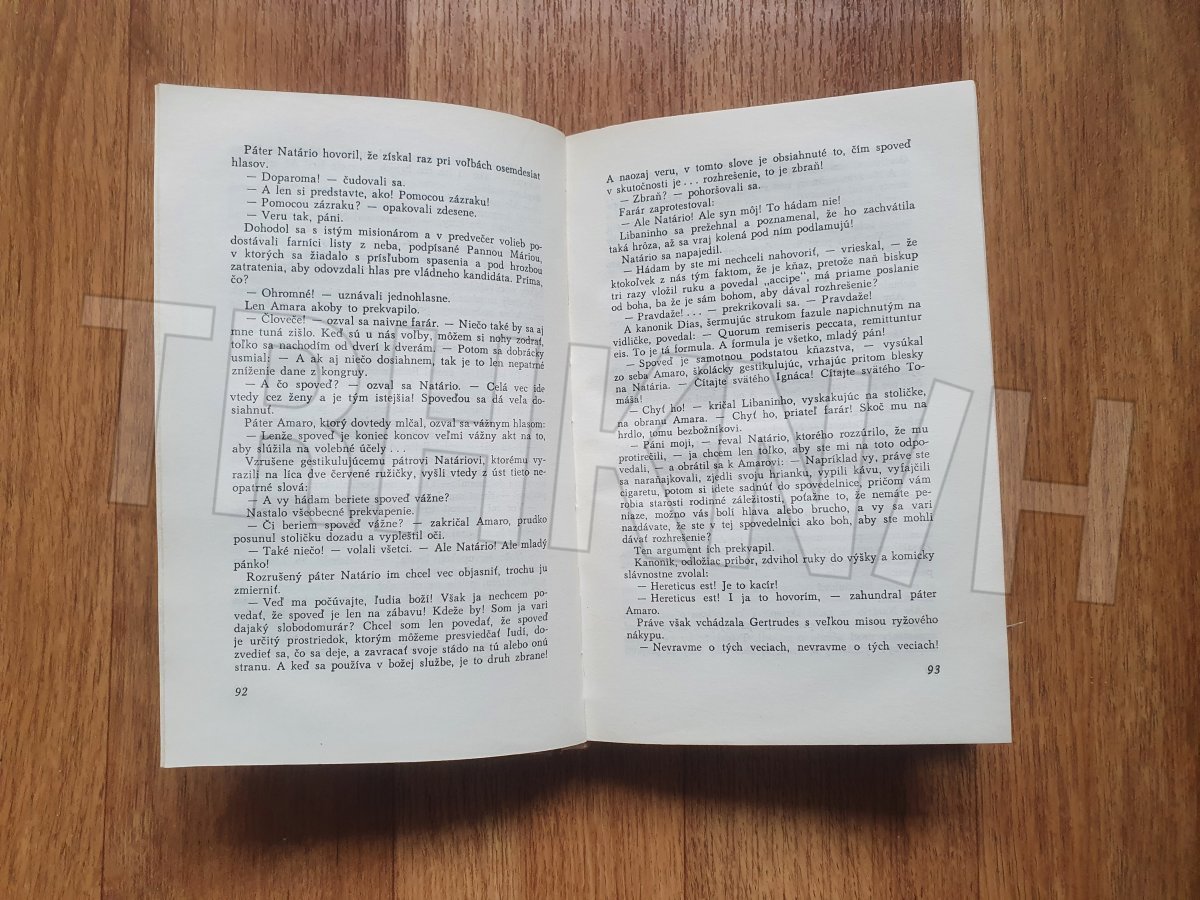 Páter Natário hovoril, že získal raz pri voľbách osemdesiat
hlasov.
— Doparoma! — čudovali sa.
— A len si predstavte, ako! Pomocou zázraku!
— Pomocou zázraku? — opakovali zdesene.
— Veru tak, páni.
Dohodol sa s istým misionárom a v predvečer volieb po-
dostávali farníci listy z neba, podpísané Pannou Máriou,
v ktorých sa žiadalo s prísľubom spasenia a pod hrozbou
zatratenia, aby odovzdali hlas pre vládneho kandidáta. Prima,
čo?
— Ohromné! — uznávali jednohlasne.
Len Amara akoby to prekvapilo.
— Človeče! — ozval sa naivne farár. — Niečo také by sa aj
mne tuná zišlo. Keď sú u nás voľby, môžem si nohy zodrať,
toľko sa nachodím od dverí k dverám. — Potom sa dobrácky
usmial. — A ak aj niečo dosiahnem, tak je to len nepatrné
zníženie dane z kongruy.
— A čo spoveď? — ozval sa Natário. — Celá vec ide
vtedy cez ženy a je tým istejšia! Spoveďou sa dá veľa do-
siahnuť.
Páter Amaro, ktorý dovtedy mlčal, ozval sa vážnym hlasom:
— Lenže spoveď je koniec koncov veľmi vážny akt na to,
aby slúžila na volebné účely...
Vzrušene gestikulujúcemu pátrovi Natáriovi, ktorému vy-
razili na líca dve červené ružičky, vyšli vtedy z úst tieto ne-
opatrné slová:
— A vy hádam beriete spoveď vážne?
Nastalo všeobecné prekvapenie.
— Či beriem spoveď vážne? — zakričal Amaro, prudko
posunul stoličku dozadu a vypleštil oči.
— Také niečo! — volali všetci. — Ale Natário! Ale mladý
pánko!
Rozrušený páter Natário im chcel vec objasniť, trochu ju
zmierniť.
— Veď ma počúvajte, ľudia boží! Však ja nechcem po-
vedať, že spoveď je len na zábavu! Kdeže by! Som ja vari
dajaký slobodomurár? Chcel som len povedať, že spoveď
je určitý prostriedok, ktorým môžeme presviedčať ľudí, do-
zvedieť sa, čo sa deje, a zavracať svoje stádo na tú alebo onú
stranu. A keď sa používa v božej službe, je to druh zbrane!
92
A naozaj veru, v tomto slove je obsiahnuté to, čím spoveď
v skutočnosti je... rozhrešenie, to je zbraň!
— Zbraň? — pohoršovali sa.
Farár zaprotestoval:
— Ale Natário! Ale syn môj! To hádam nie!
Libaninho sa prežehnal a poznamenal, že ho zachvátila
taká hrôza, až sa vraj kolená pod ním podlamujú!
Natário sa napajedil.
— Hádam by ste mi nechceli nahovoriť, — vrieskal, — že
ktokoľvek z nás tým faktom, že je kňaz, pretože naň biskup
tri razy vložil ruku a povedal „accipe", má priame poslanie
od boha, ba že je sám bohom, aby dával rozhrešenie?
— Pravdaže!... — prekrikovali sa. — Pravdaže!
A kanonik Dias, šermujúc strukom fazule napichnutým na
vidličke, povedal: — Quorum remiseris peccata, remittuntur
eis. To je tá formula. A formula je všetko, mladý pán!
— Spoveď je samotnou podstatou kňazstva, — vysúkal
zo seba Amaro, školácky gestikulujúc, vrhajúc pritom blesky
na Natária. — Čítajte svätého Ignáca! Čítajte svätého To-
máša!
— Chyť ho! — kričal Libaninho, vyskakujúc na stoličke,
na obranu Amara. — Chyť ho, priateľ farár! Skoč mu na
hrdlo, tomu bezbožníkovi.
— Páni moji, — reval Natário, ktorého rozzúrilo, že mu
protirečili, — ja chcem len toľko, aby ste mi na toto odpo-
vedali, — a obrátil sa k Amarovi: — Napríklad vy, práve ste
sa naraňajkovali, zjedli svoju hrianku, vypili kávu, vyfajčili
cigaretu, potom si idete sadnúť do spovedelnice, pričom vám
robia starosti rodinné záležitosti, poťažne to, že nemáte pe-
niaze, možno vás bolí hlava alebo brucho, a vy sa vari
nazdávate, že ste v tej spovedelnici ako boh, aby ste mohli
dávať rozhrešenie?
Ten argument ich prekvapil.
Kanonik, odložiac príbor, zdvihol ruky do výšky a komicky
slávnostne zvolal:
— Hereticus est! Je to kacír!
— Hereticus est! I ja to hovorím, — zahundral páter
Amaro.
Práve však vchádzala Gertrudes s veľkou misou ryžového
nákypu.
— Nevravme o tých veciach, nevravme o tých veciach!
93